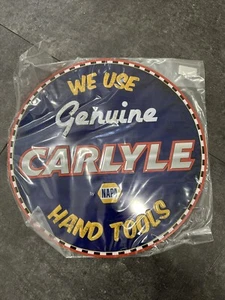 WE USE
Genuine
CARLYLE
NAPA
HAND TOOLS